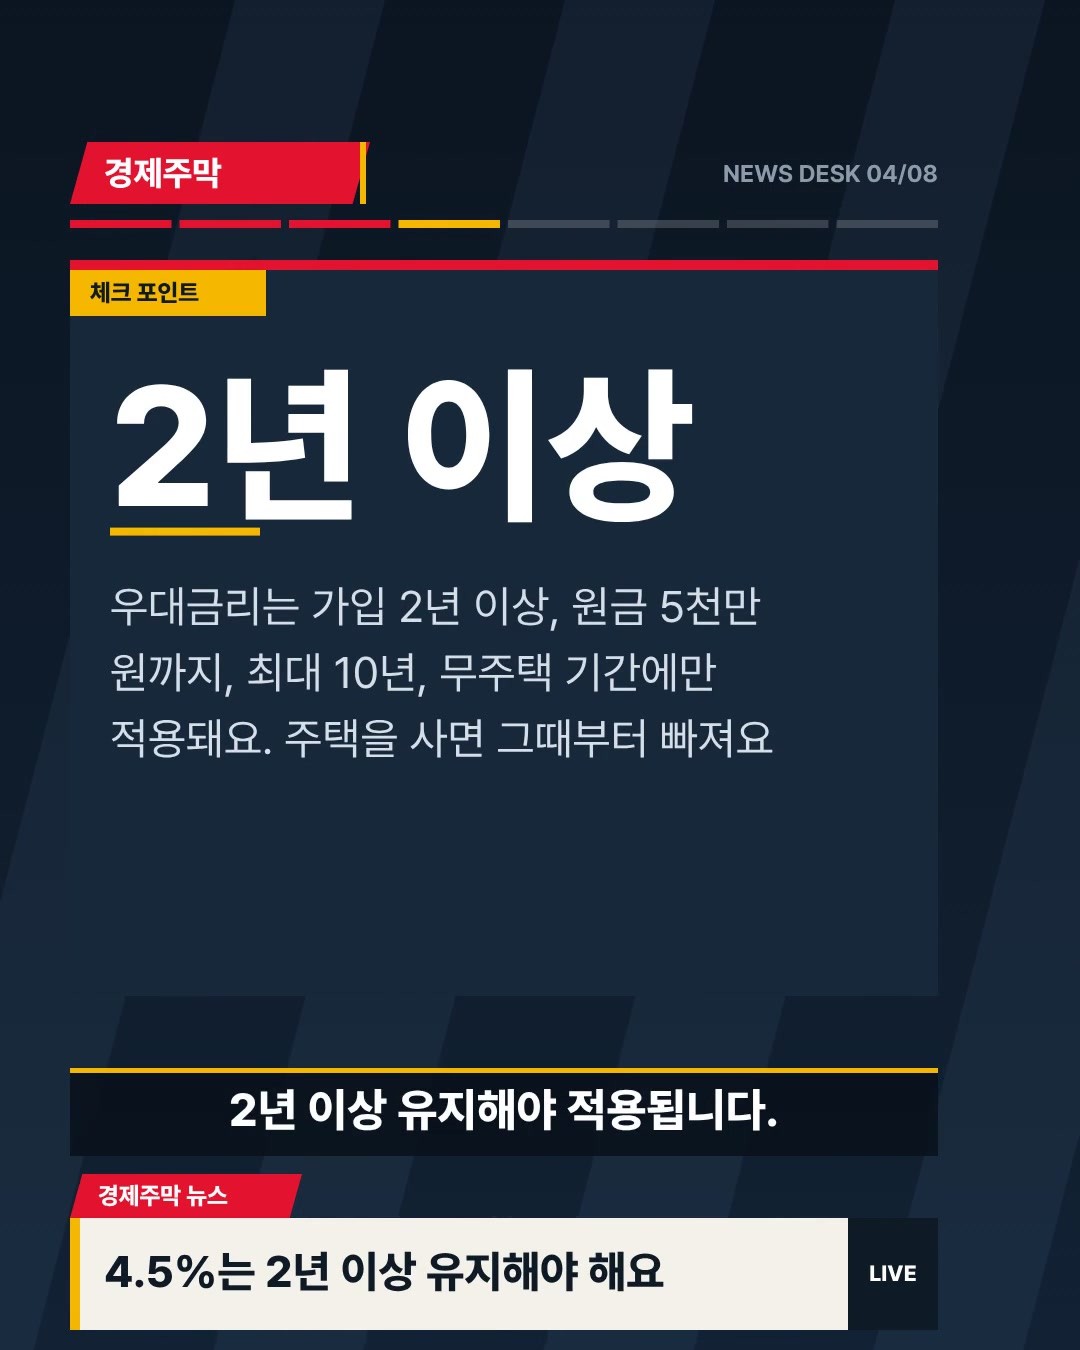 경제주막
NEWS DESK 04/08
체크 포인트
2년 이상
우대금리는 가입 2년 이상, 원금 5천만
원까지, 최대 10년, 무주택 기간에만
적용돼요. 주택을 사면 그때부터 빠져요
2년 이상 유지해야 적용됩니다.
경제주막 뉴스
4.5%는 2년 이상 유지해야 해요
LIVE